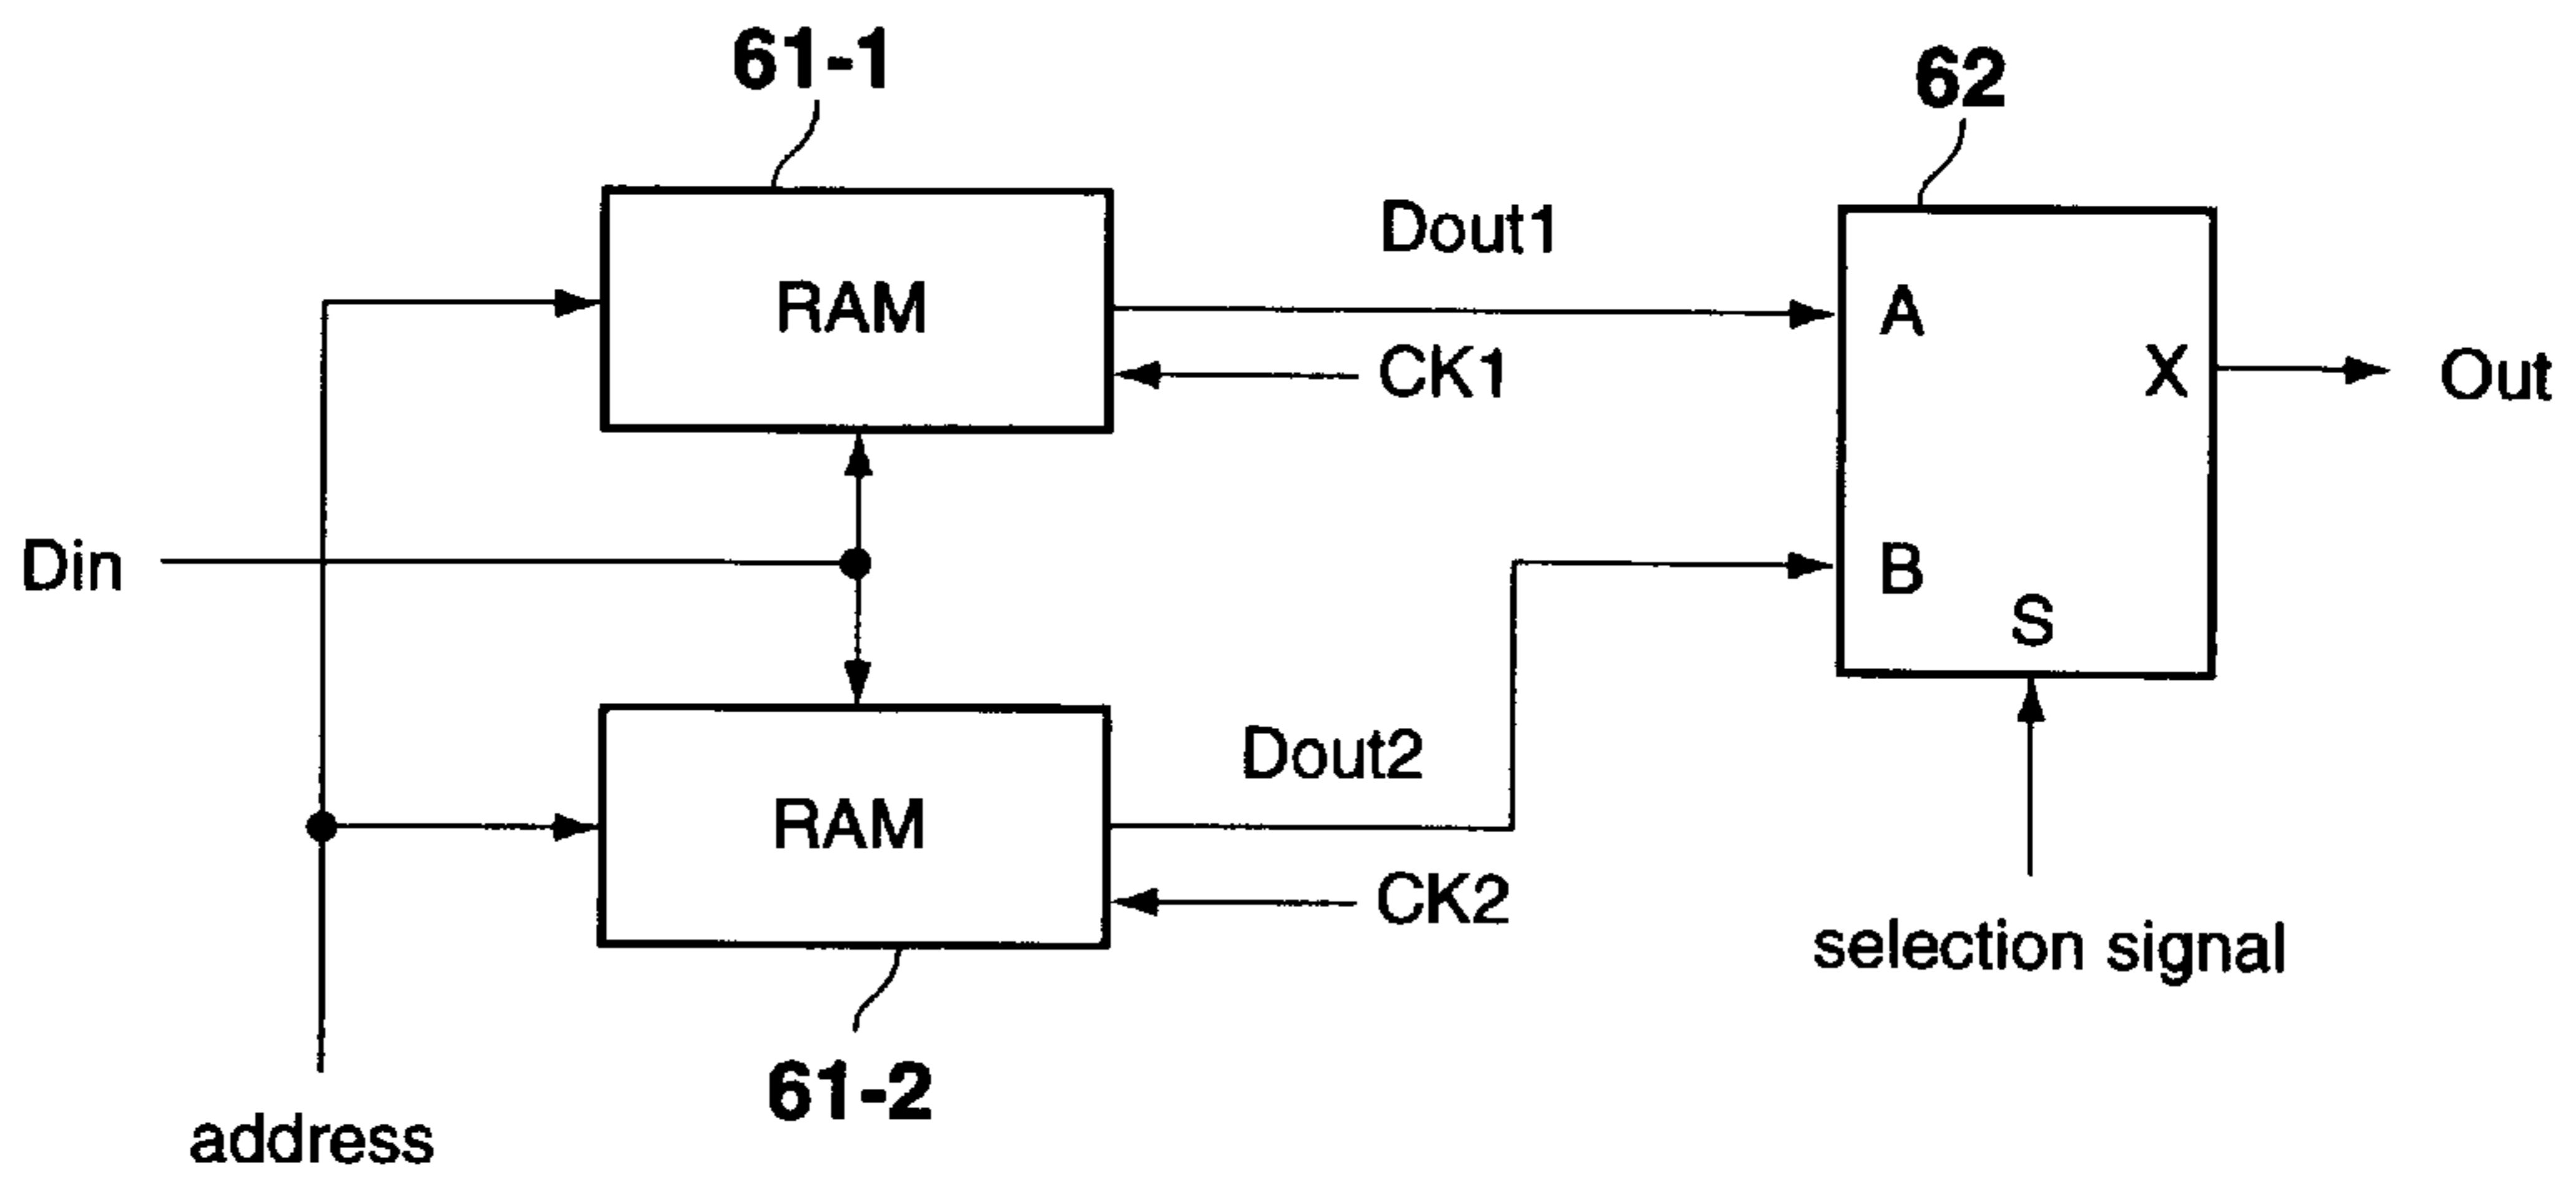 61-1
62
Dout1
RAM
A
CK1
X
Out
Din
B
S
Dout2
RAM
CK2
selection signal
61-2
address